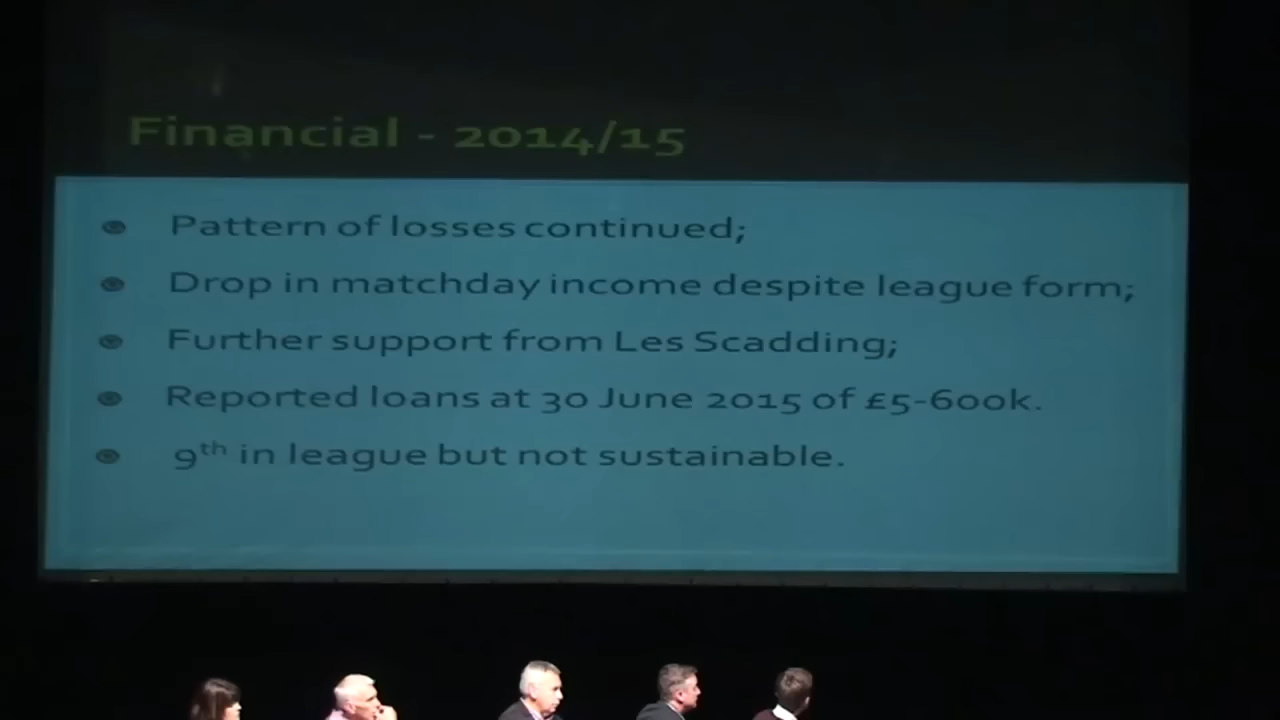 Financial - 2014/15
Pattern of losses continued;
Drop in matchday income despite league form;
Further support from Les Scadding;
Reported loans at 30 June 2015 of £5-600k.
9th in league but not sustainable.